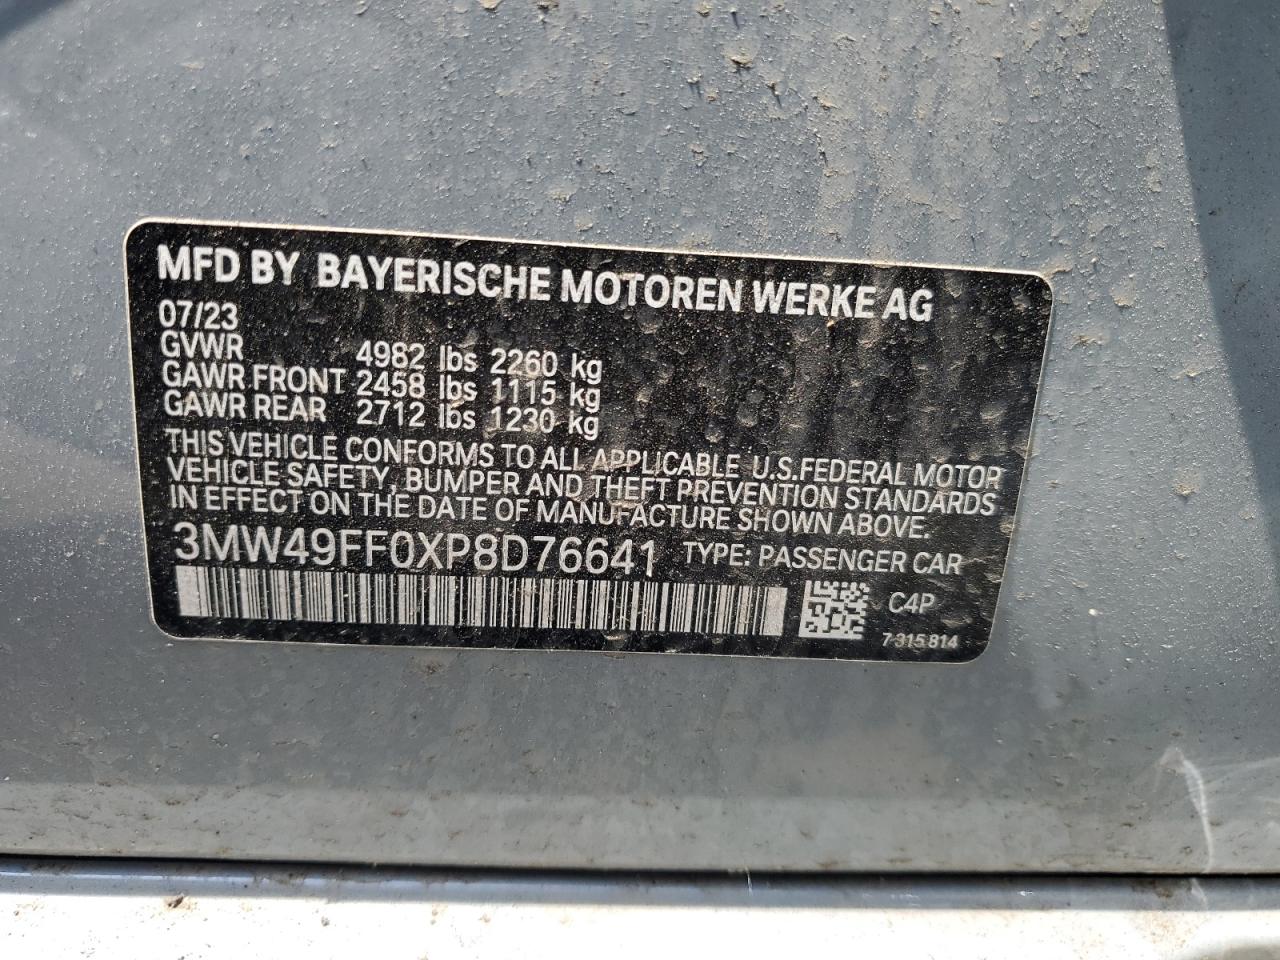 MFD BY BAYERISCHE MOTOREN WERKE AG
07/23
GVWR 4982 lbs 2260 kg
GAWR FRONT 2458 lbs 1115 kg
GAWR REAR 2712 lbs 1230 kg
THIS VEHICLE CONFORMS TO ALL APPLICABLE U.S.FEDERAL MOTOR
VEHICLE SAFETY, BUMPER AND THEFT PREVENTION STANDARDS
IN EFFECT ON THE DATE OF MANUFACTURE SHOWN ABOVE.
3MW49FF0XP8D76641 TYPE: PASSENGER CAR
C4P
7 315 814